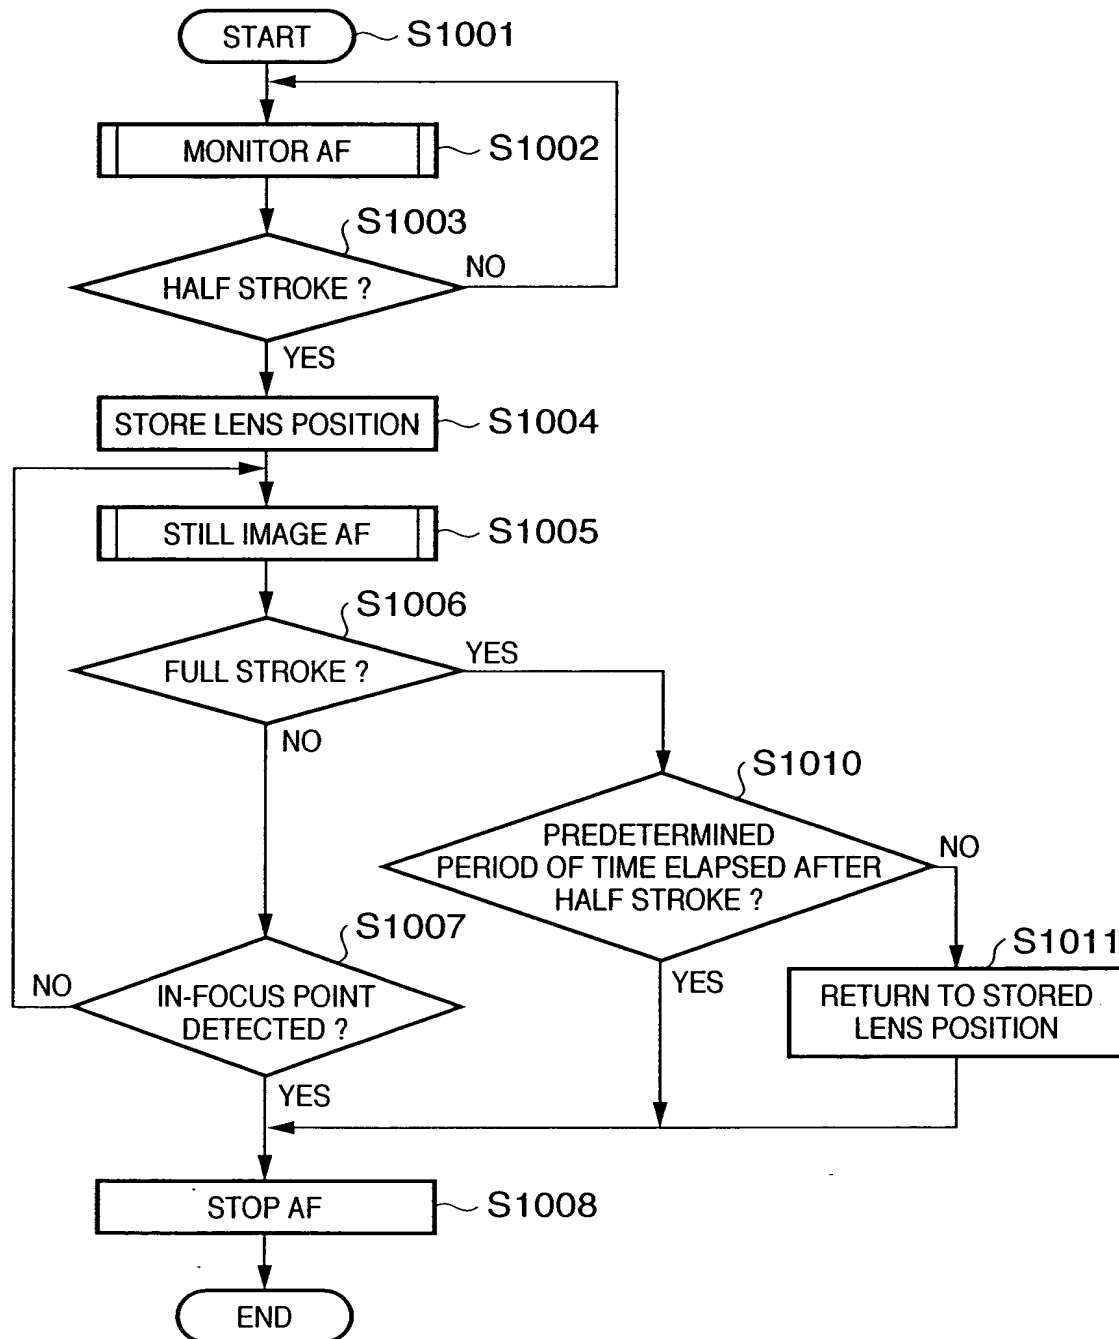 START
S1001
MONITOR AF
S1002
S1003
HALF STROKE ?
NO
YES
STORE LENS POSITION
S1004
STILL IMAGE AF
S1005
S1006
FULL STROKE ?
YES
NO
S1010
PREDETERMINED
PERIOD OF TIME ELAPSED AFTER
HALF STROKE ?
NO
YES
S1011
RETURN TO STORED
LENS POSITION
S1007
IN-FOCUS POINT
DETECTED ?
NO
YES
STOP AF
S1008
END